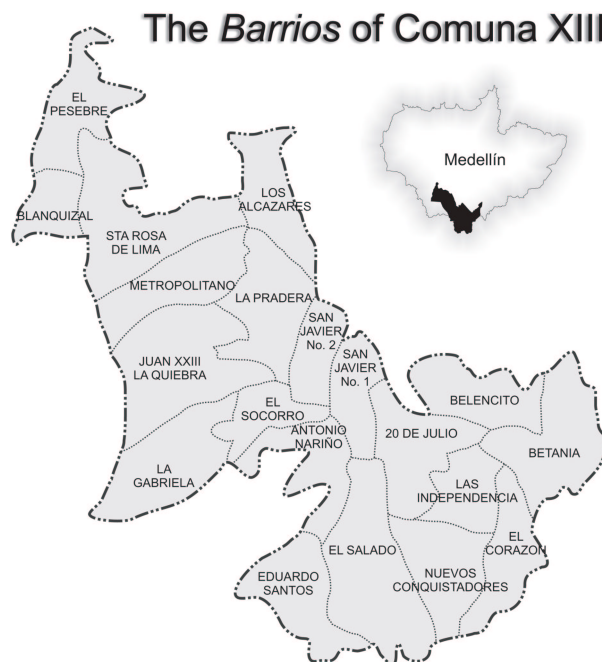 The Barrios of Comuna XIII
EL
PESEBRE
Medellín
LOS
ALCAZARES
BLANQUIZAL
STA ROSA
DE LIMA
METROPOLITANO
LA PRADERA
SAN
JAVIER
No. 2
SAN
JAVIER
No. 1
JUAN XXIII
LA QUIEBRA
BELENCITO
EL
SOCORRO
ANTONIO
NARIÑO
20 DE JULIO
BETANIA
LA
GABRIELA
LAS
INDEPENDENCIA
EL
CORAZON
EL SALADO
EDUARDO
SANTOS
NUEVOS
CONQUISTADORES